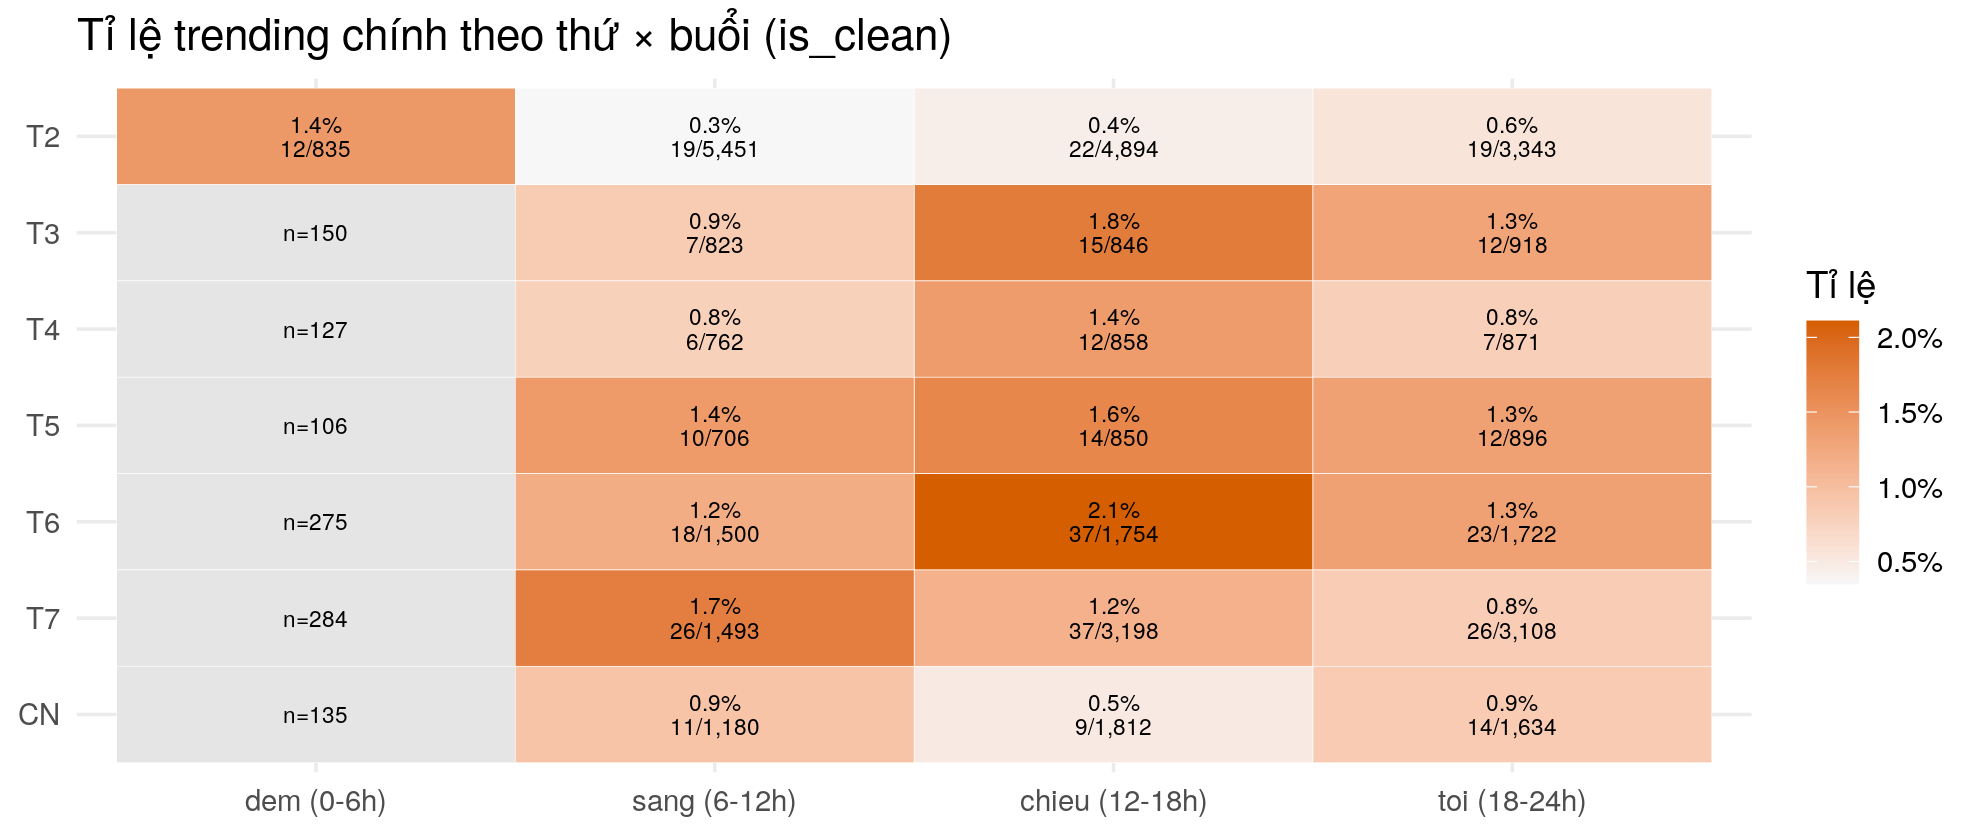 Tỉ lệ trending chính theo thứ × buổi (is_clean)
T2
1.4%
12/835
0.3%
19/5,451
0.4%
22/4,894
0.6%
19/3,343
T3
n=150
0.9%
7/823
1.8%
15/846
1.3%
12/918
T4
n=127
0.8%
6/762
1.4%
12/858
0.8%
7/871
T5
n=106
1.4%
10/706
1.6%
14/850
1.3%
12/896
T6
n=275
1.2%
18/1,500
2.1%
37/1,754
1.3%
23/1,722
T7
n=284
1.7%
26/1,493
1.2%
37/3,198
0.8%
26/3,108
CN
n=135
0.9%
11/1,180
0.5%
9/1,812
0.9%
14/1,634
dem (0-6h)
sang (6-12h)
chieu (12-18h)
toi (18-24h)
Tỉ lệ
2.0%
1.5%
1.0%
0.5%